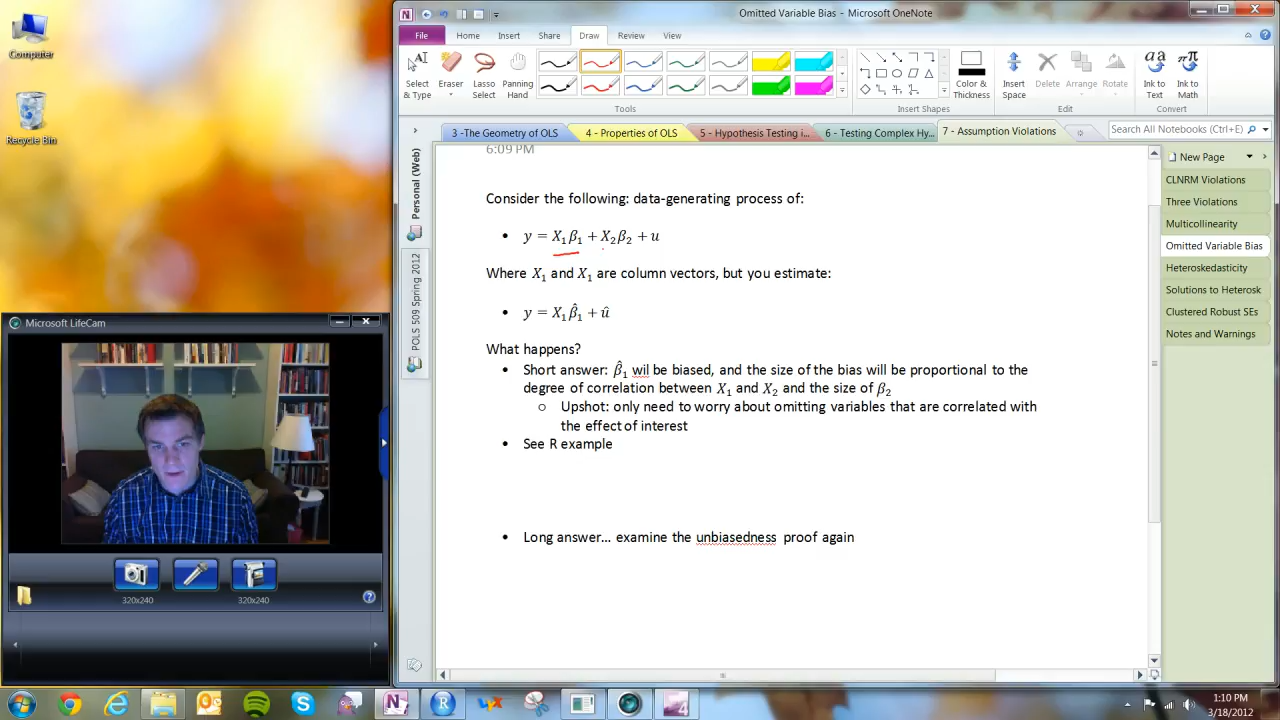 Computer
Recycle Bin
Omitted Variable Bias - Microsoft OneNote
File Home Insert Share Draw Review View
Select & Type
Eraser
Lasso Select
Panning Hand
Color & Thickness
Insert Space
Delete
Arrange
Rotate
Ink to Text
Ink to Math
Tools
Insert Shapes
Edit
Convert
3 -The Geometry of OLS
4 - Properties of OLS
5 - Hypothesis Testing i...
6 - Testing Complex Hy...
7 - Assumption Violations
Search All Notebooks (Ctrl+E)
Personal (Web)
POLS 509 Spring 2012
New Page
CLNRM Violations
Three Violations
Multicollinearity
Omitted Variable Bias
Heteroskedasticity
Solutions to Heterosk
Clustered Robust SEs
Notes and Warnings
6:09 PM
Consider the following: data-generating process of:
• y = X₁β₁ + X₂β₂ + u
Where X₁ and X₁ are column vectors, but you estimate:
• y = X₁β̂₁ + û
What happens?
• Short answer: β̂₁ wil be biased, and the size of the bias will be proportional to the
degree of correlation between X₁ and X₂ and the size of β₂
o Upshot: only need to worry about omitting variables that are correlated with
the effect of interest
• See R example
• Long answer... examine the unbiasedness proof again
Microsoft LifeCam
320x240
320x240
1:10 PM
3/18/2012